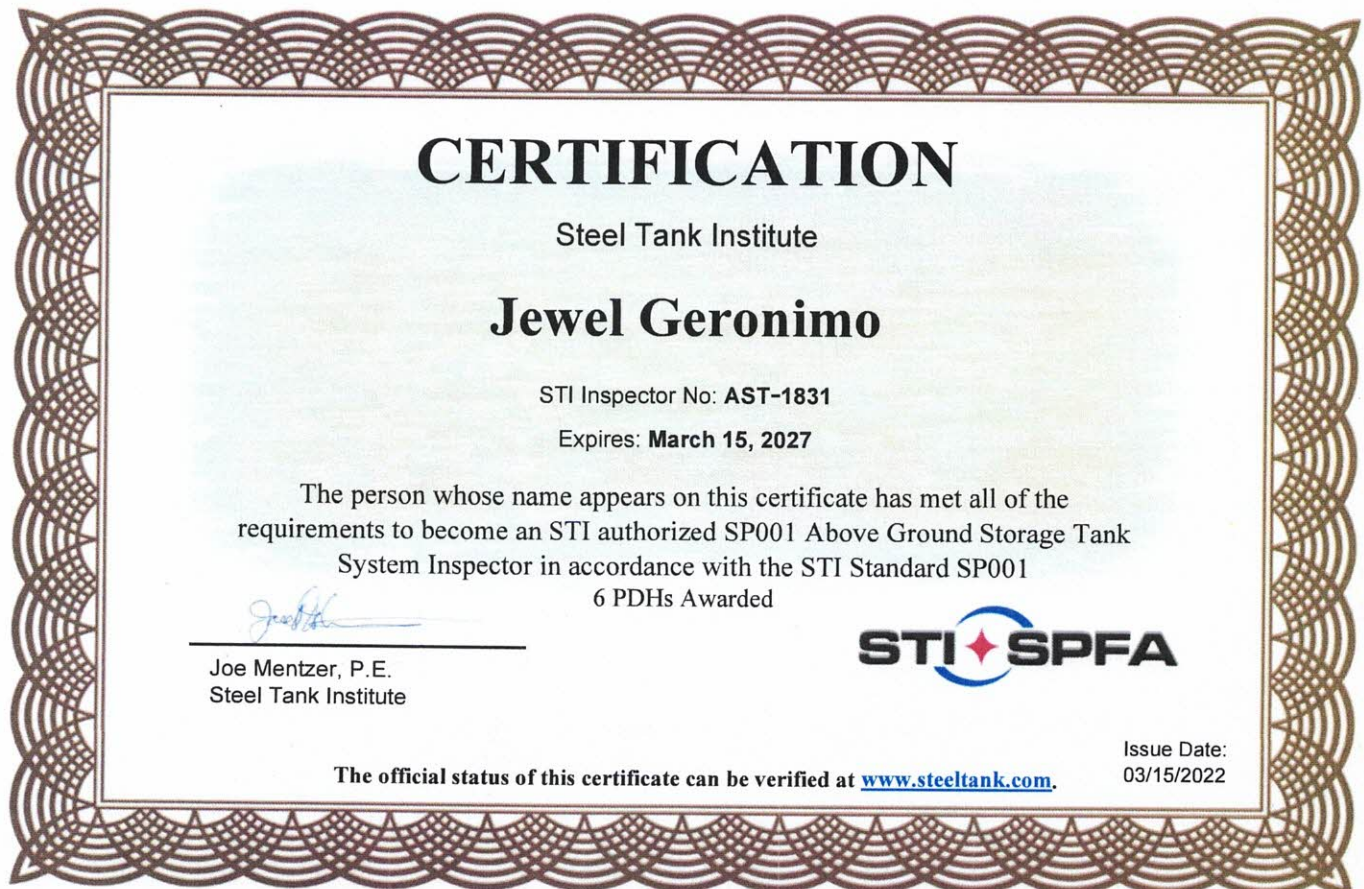 CERTIFICATION
Steel Tank Institute
Jewel Geronimo
STI Inspector No: AST-1831
Expires: March 15, 2027
The person whose name appears on this certificate has met all of the
requirements to become an STI authorized SP001 Above Ground Storage Tank
System Inspector in accordance with the STI Standard SP001
6 PDHs Awarded
Joe Mentzer, P.E.
Steel Tank Institute
STI SPFA
Issue Date:
03/15/2022
The official status of this certificate can be verified at www.steeltank.com.